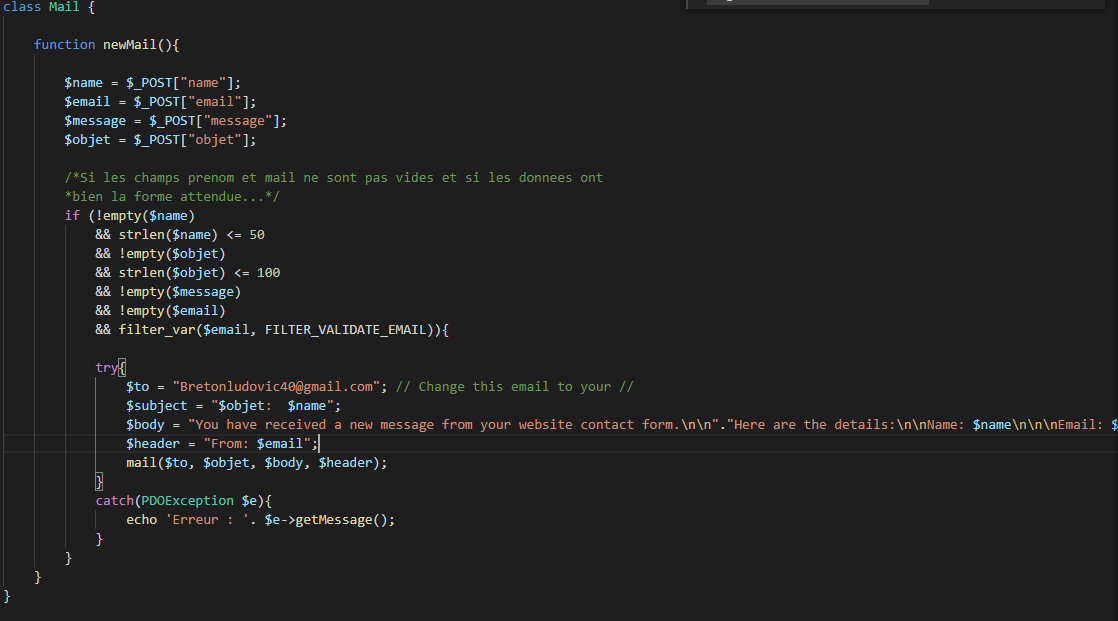 class Mail {
function newMail(){
$name = $_POST["name"];
$email = $_POST["email"];
$message = $_POST["message"];
$objet = $_POST["objet"];
/*Si les champs prenom et mail ne sont pas vides et si les donnees ont
*bien la forme attendue...*/
if (!empty($name)
&& strlen($name) <= 50
&& !empty($objet)
&& strlen($objet) <= 100
&& !empty($message)
&& !empty($email)
&& filter_var($email, FILTER_VALIDATE_EMAIL)){
try{
$to = "Bretonludovic40@gmail.com"; // Change this email to your //
$subject = "$objet:  $name";
$body = "You have received a new message from your website contact form.\n\n"."Here are the details:\n\nName: $name\n\n\nEmail: $
$header = "From: $email";
mail($to, $objet, $body, $header);
}
catch(PDOException $e){
echo 'Erreur : '. $e->getMessage();
}
}
}
}